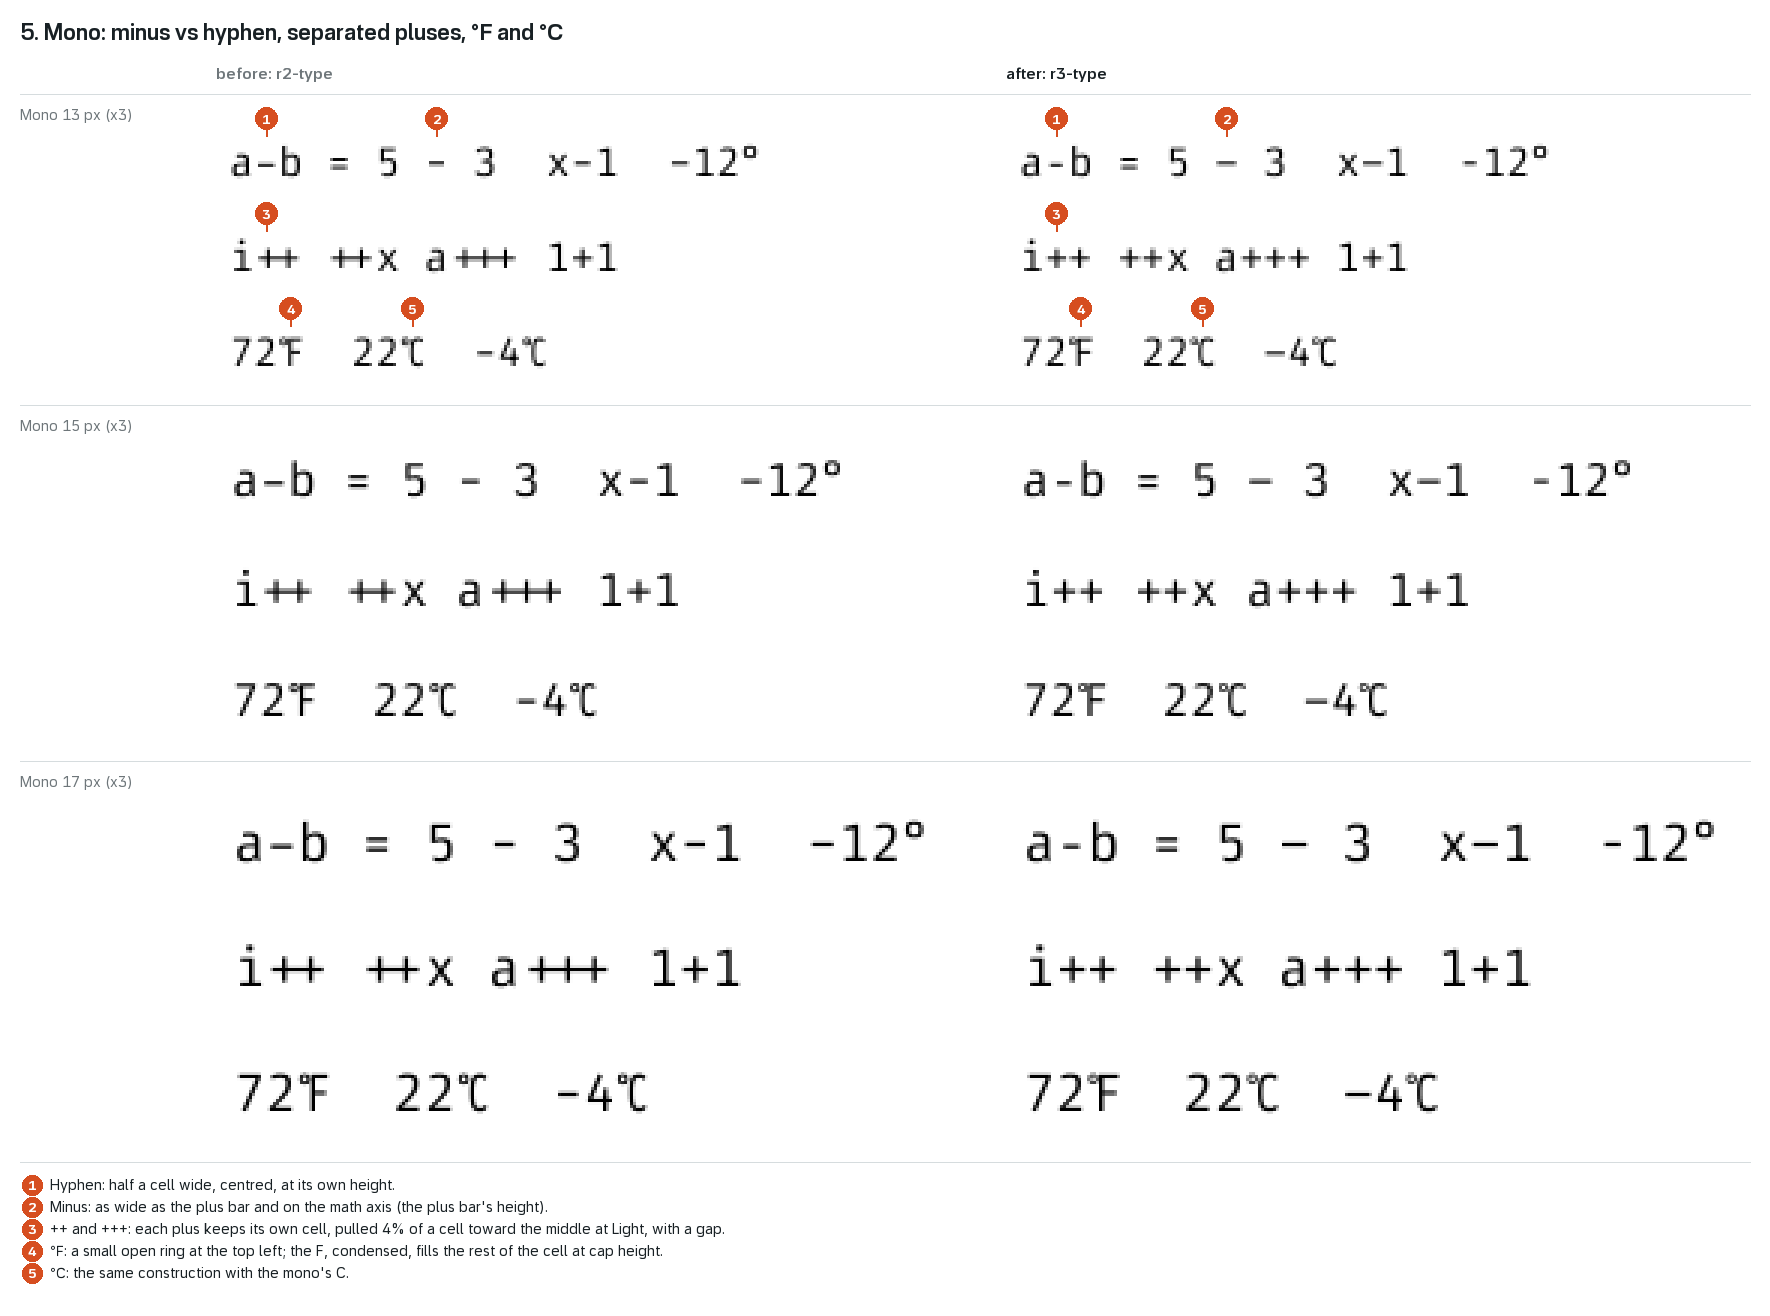 5. Mono: minus vs hyphen, separated pluses, °F and °C
before: r2-type
after: r3-type
Mono 13 px (x3)
1 2
a-b = 5 − 3 x−1 -12°
3
i++ ++x a+++ 1+1
4 5
72℉ 22℃ −4℃
1 2
a-b = 5 − 3 x−1 -12°
3
i++ ++x a+++ 1+1
4 5
72℉ 22℃ −4℃
Mono 15 px (x3)
a-b = 5 − 3 x−1 -12°
i++ ++x a+++ 1+1
72℉ 22℃ −4℃
a-b = 5 − 3 x−1 -12°
i++ ++x a+++ 1+1
72℉ 22℃ −4℃
Mono 17 px (x3)
a-b = 5 − 3 x−1 -12°
i++ ++x a+++ 1+1
72℉ 22℃ −4℃
a-b = 5 − 3 x−1 -12°
i++ ++x a+++ 1+1
72℉ 22℃ −4℃
1 Hyphen: half a cell wide, centred, at its own height.
2 Minus: as wide as the plus bar and on the math axis (the plus bar's height).
3 ++ and +++: each plus keeps its own cell, pulled 4% of a cell toward the middle at Light, with a gap.
4 °F: a small open ring at the top left; the F, condensed, fills the rest of the cell at cap height.
5 °C: the same construction with the mono's C.